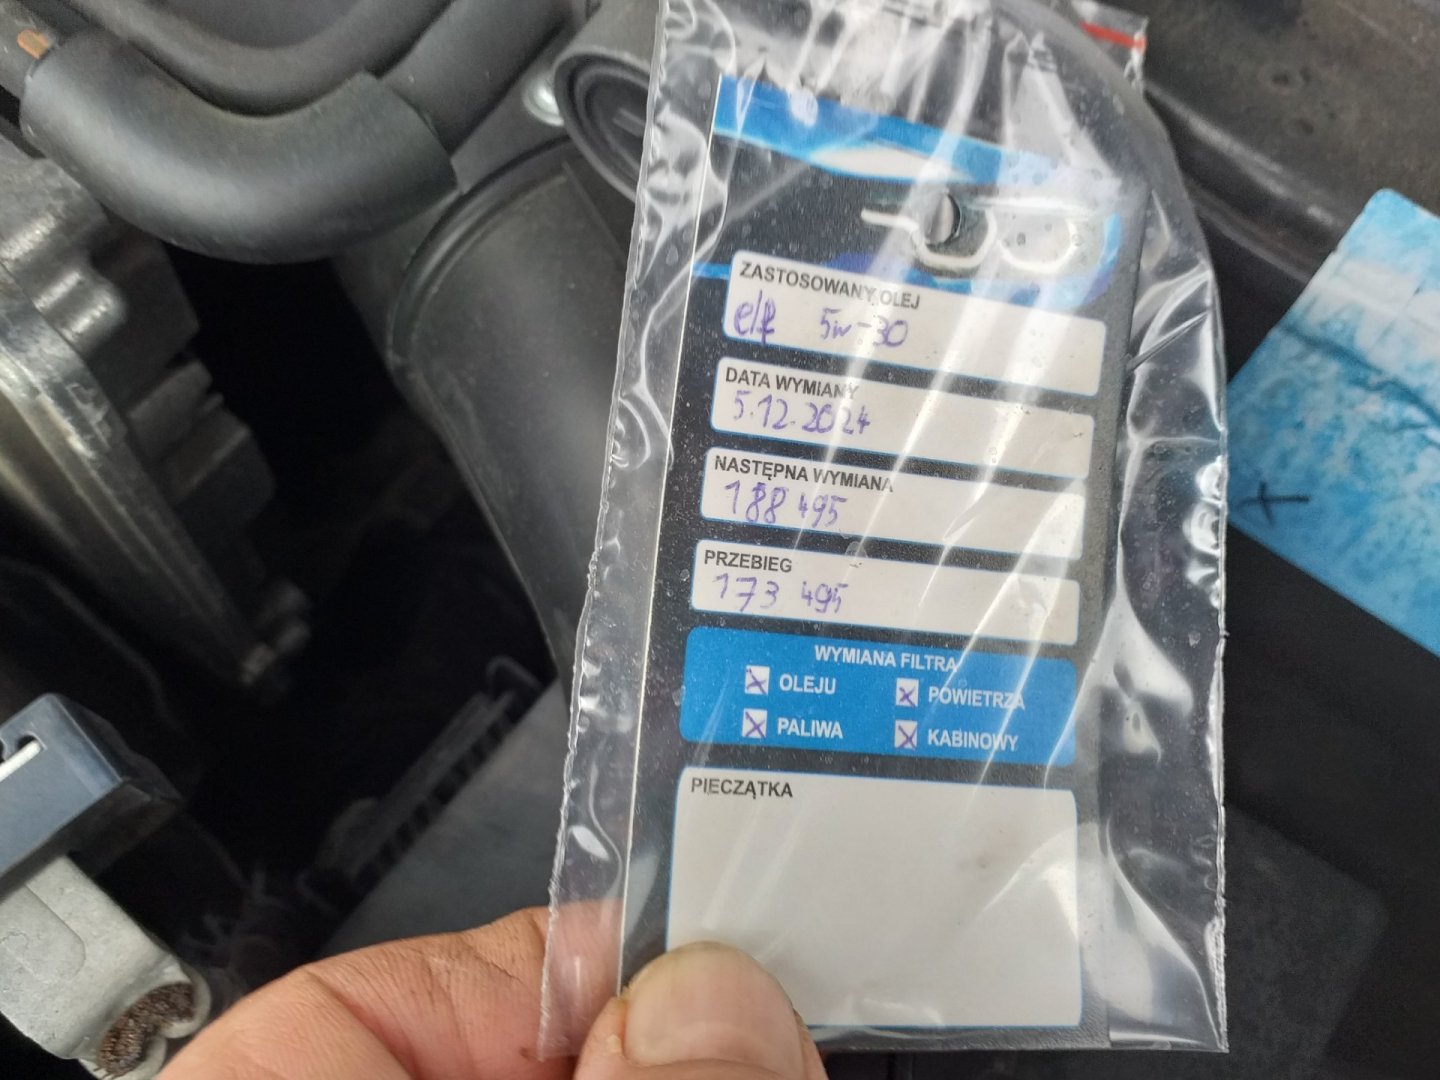 ZASTOSOWANY OLEJ
elf 5w-30
DATA WYMIANY
5.12.2024
NASTĘPNA WYMIANA
188 495
PRZEBIEG
173 495
WYMIANA FILTRA
X OLEJU X POWIETRZA
X PALIWA X KABINOWY
PIECZĄTKA